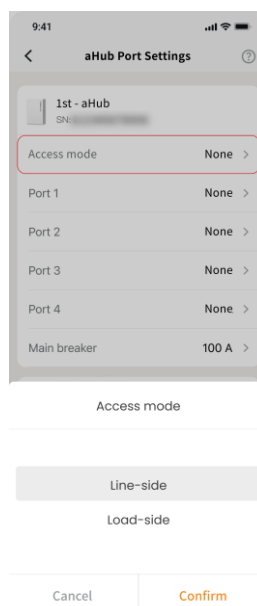 9:41
aHub Port Settings
1st - aHub
SN:
Access mode None
Port 1 None
Port 2 None
Port 3 None
Port 4 None
Main breaker 100 A
Access mode
Line-side
Load-side
Cancel Confirm